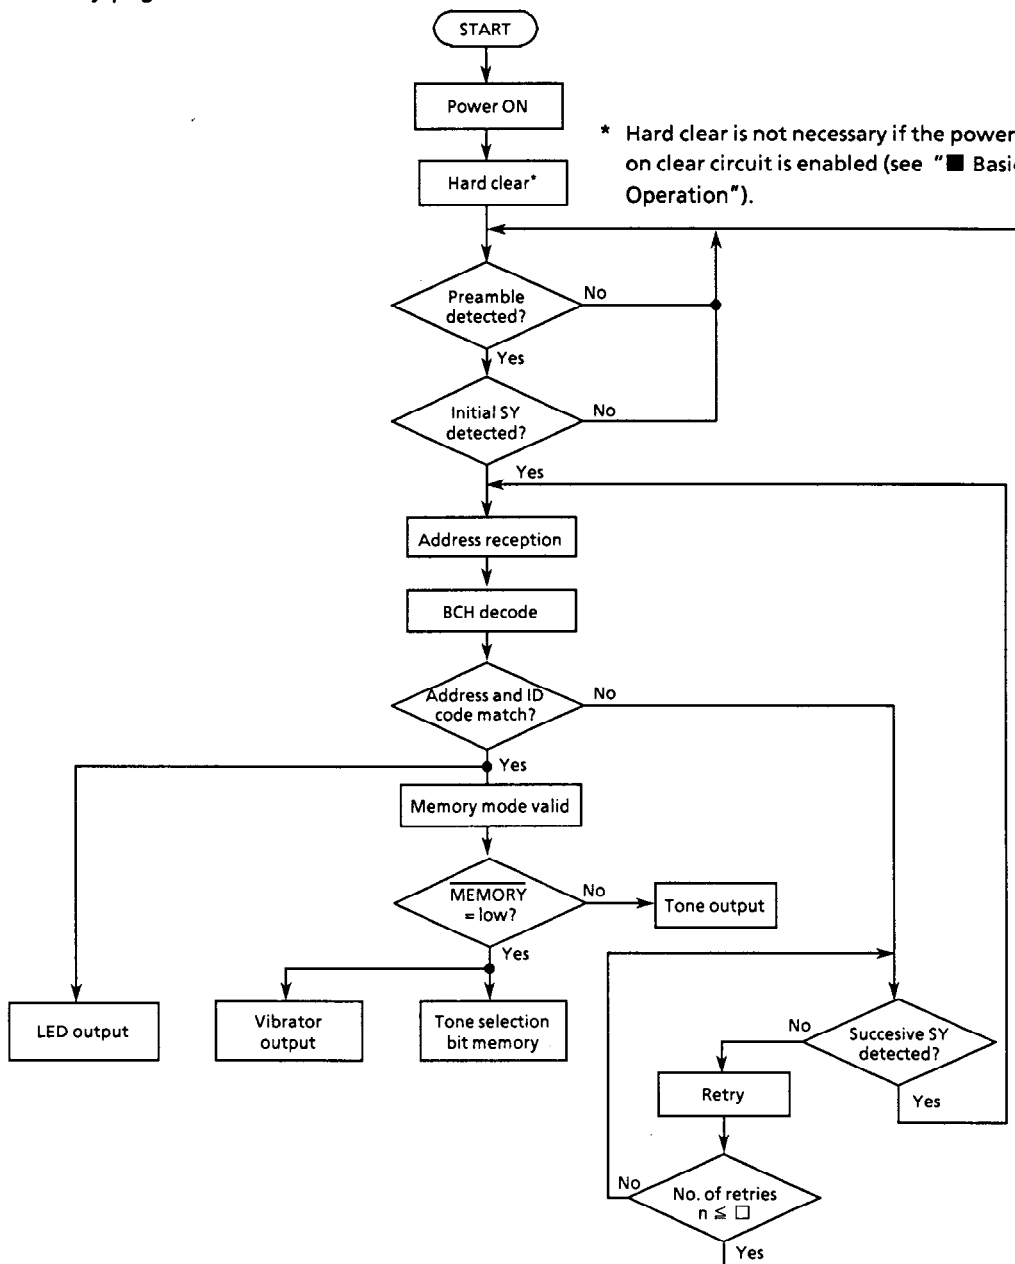 START
Power ON
* Hard clear is not necessary if the power
on clear circuit is enabled (see "■ Basi
Operation").
Hard clear*
Preamble
detected?
No
Yes
Initial SY
detected?
No
Yes
Address reception
BCH decode
Address and ID
code match?
No
Yes
Memory mode valid
MEMORY
= low?
No
Tone output
Yes
LED output
Vibrator
output
Tone selection
bit memory
No
Succesive SY
detected?
Yes
Retry
No
No. of retries
n ≦ □
Yes